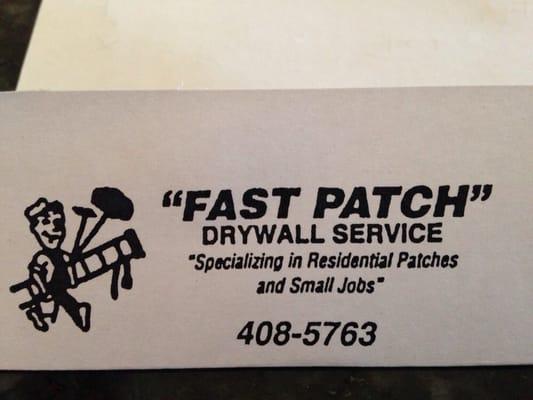 “FAST PATCH”
DRYWALL SERVICE
"Specializing in Residential Patches
and Small Jobs"
408-5763